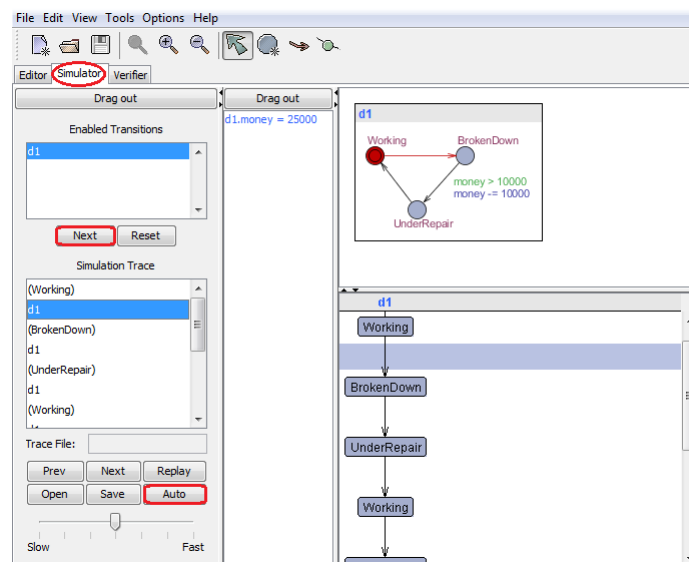 File Edit View Tools Options Help
Editor Simulator Verifier
Drag out
Enabled Transitions
d1
Next Reset
Simulation Trace
(Working)
d1
(BrokenDown)
d1
(UnderRepair)
d1
(Working)
Trace File:
Prev Next Replay
Open Save Auto
Slow Fast
Drag out
d1.money = 25000
d1
Working BrokenDown
money > 10000
money -= 10000
UnderRepair
d1
Working
BrokenDown
UnderRepair
Working